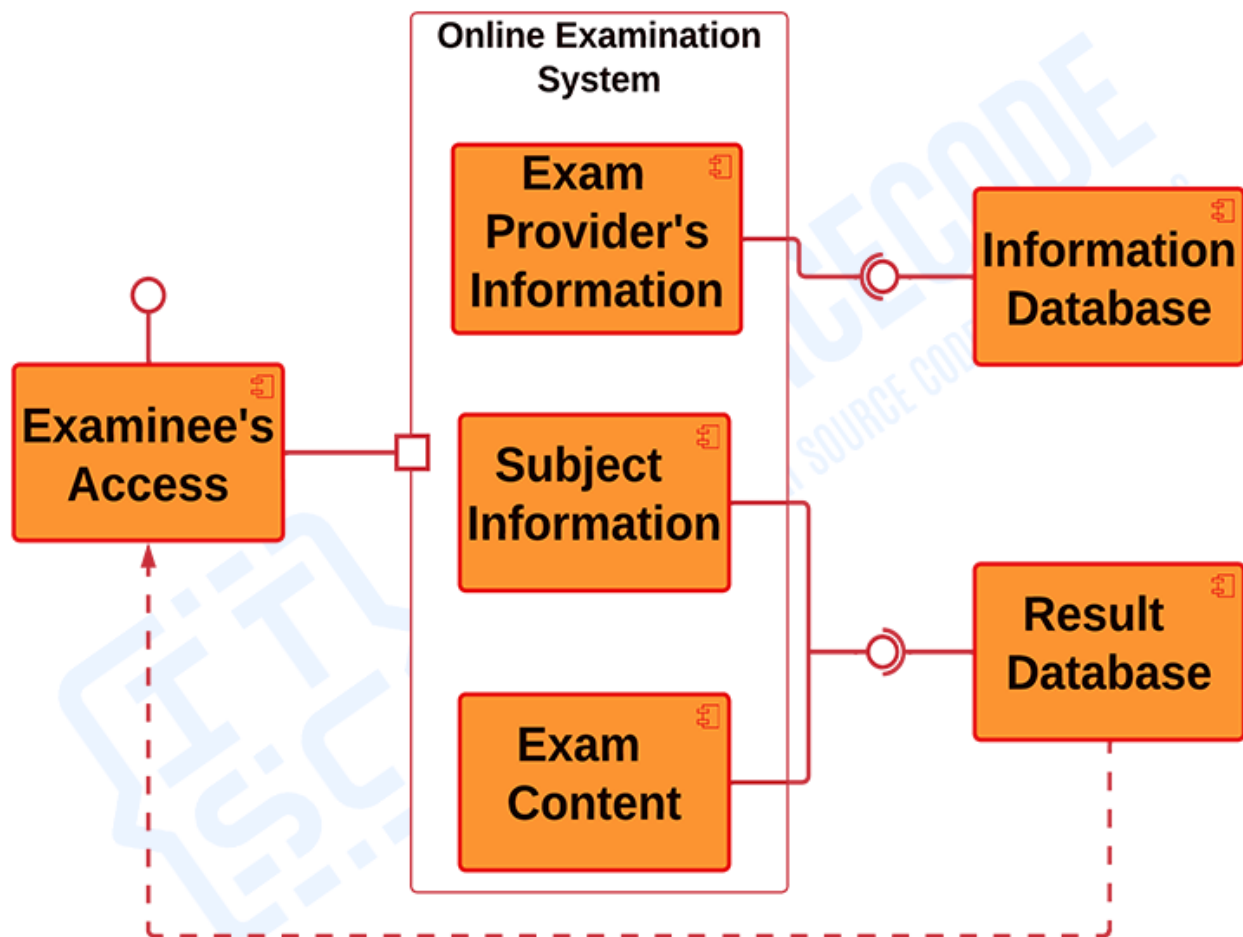 Online Examination
System
Exam
Provider's
Information
Information
Database
Examinee's
Access
Subject
Information
Result
Database
Exam
Content